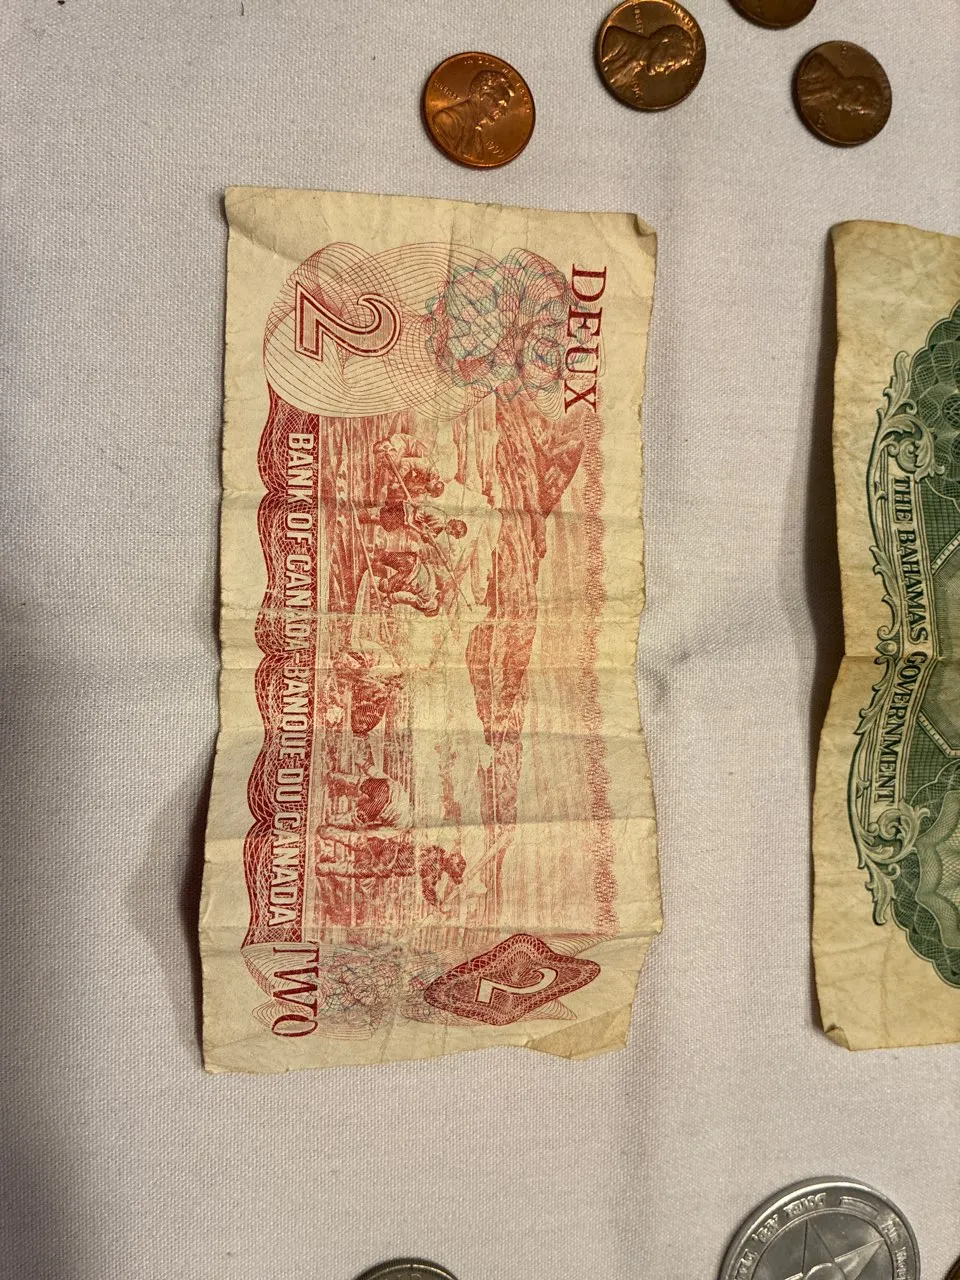 DEUX
2
BANK OF CANADA-BANQUE DU CANADA
TWO
2
THE BAHAMAS GOVERNMENT